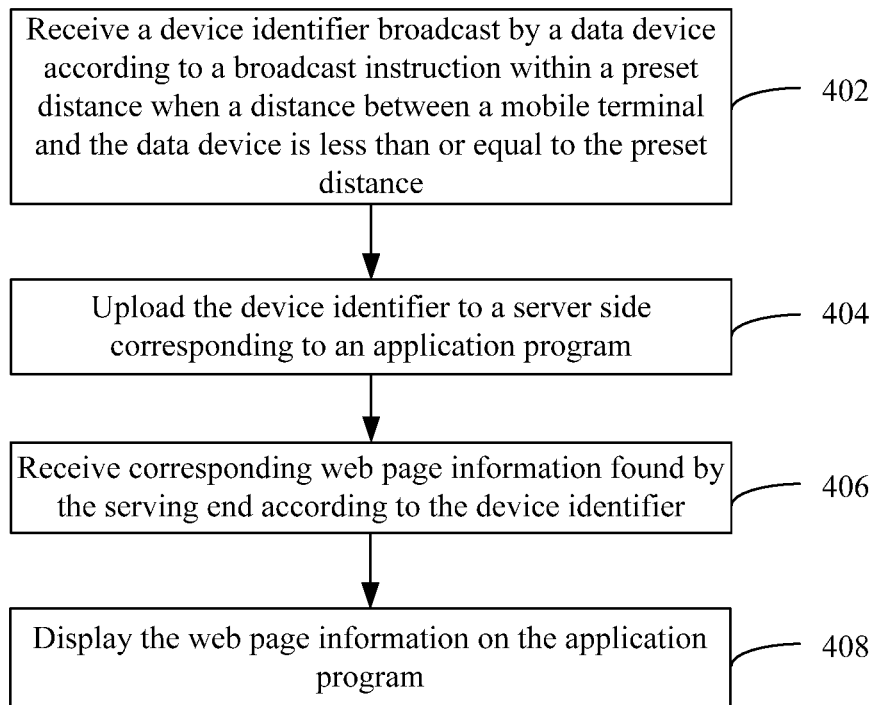 Receive a device identifier broadcast by a data device
according to a broadcast instruction within a preset
distance when a distance between a mobile terminal
and the data device is less than or equal to the preset
distance
402
Upload the device identifier to a server side
corresponding to an application program
404
Receive corresponding web page information found by
the serving end according to the device identifier
406
Display the web page information on the application
program
408